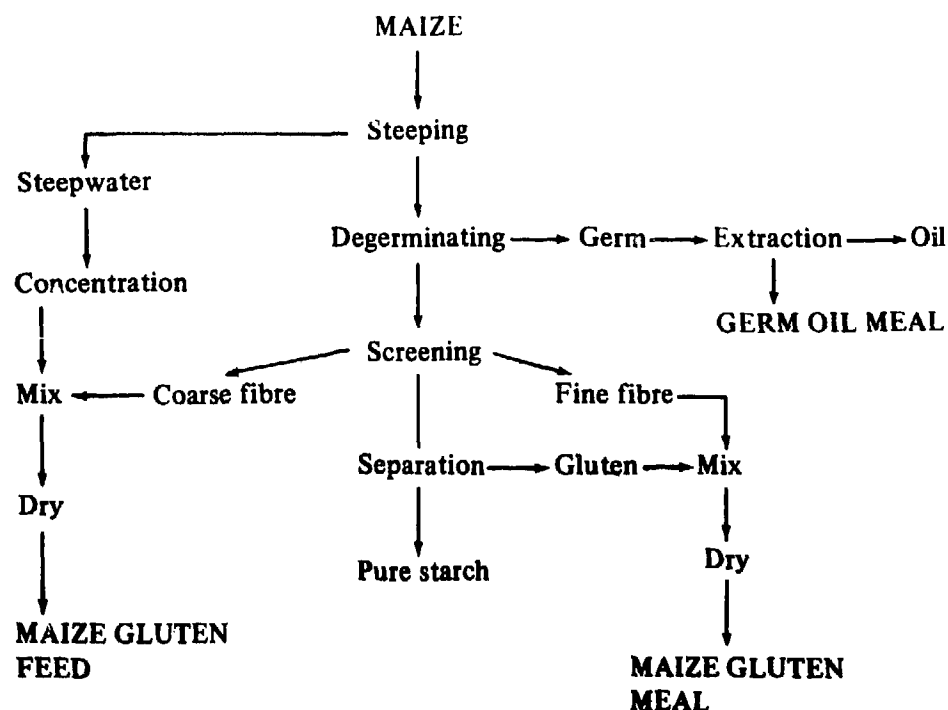 MAIZE
Steeping
Steepwater
Degerminating
Germ
Extraction
Oil
Concentration
GERM OIL MEAL
Screening
Mix
Coarse fibre
Fine fibre
Separation
Gluten
Mix
Dry
Pure starch
Dry
MAIZE GLUTEN
FEED
MAIZE GLUTEN
MEAL